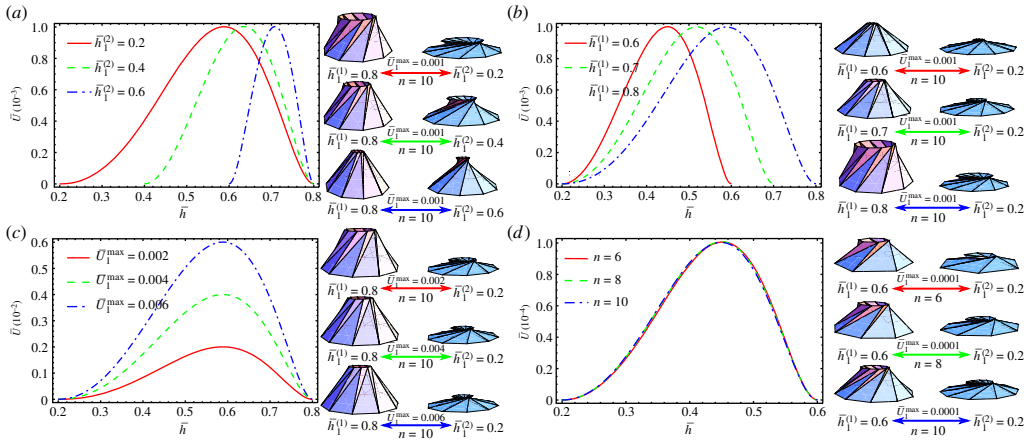 (a)
1.0
0.8
0.6
0.4
0.2
0
Ū (10⁻³)
h̄₁⁽²⁾ = 0.2
h̄₁⁽²⁾ = 0.4
h̄₁⁽²⁾ = 0.6
0.2 0.3 0.4 0.5 0.6 0.7 0.8
h̄
Ū₁ᵐᵃˣ = 0.001
h̄₁⁽¹⁾ = 0.8 h̄₁⁽²⁾ = 0.2
n = 10
Ū₁ᵐᵃˣ = 0.001
h̄₁⁽¹⁾ = 0.8 h̄₁⁽²⁾ = 0.4
n = 10
Ū₁ᵐᵃˣ = 0.001
h̄₁⁽¹⁾ = 0.8 h̄₁⁽²⁾ = 0.6
n = 10
(b)
1.0
0.8
0.6
0.4
0.2
0
Ū (10⁻³)
h̄₁⁽¹⁾ = 0.6
h̄₁⁽¹⁾ = 0.7
h̄₁⁽¹⁾ = 0.8
0.2 0.3 0.4 0.5 0.6 0.7 0.8
h̄
Ū₁ᵐᵃˣ = 0.001
h̄₁⁽¹⁾ = 0.6 h̄₁⁽²⁾ = 0.2
n = 10
Ū₁ᵐᵃˣ = 0.001
h̄₁⁽¹⁾ = 0.7 h̄₁⁽²⁾ = 0.2
n = 10
Ū₁ᵐᵃˣ = 0.001
h̄₁⁽¹⁾ = 0.8 h̄₁⁽²⁾ = 0.2
n = 10
(c)
0.6
0.5
0.4
0.3
0.2
0.1
0
Ū (10⁻²)
Ū₁ᵐᵃˣ = 0.002
Ū₁ᵐᵃˣ = 0.004
Ū₁ᵐᵃˣ = 0.006
0.2 0.3 0.4 0.5 0.6 0.7 0.8
h̄
Ū₁ᵐᵃˣ = 0.002
h̄₁⁽¹⁾ = 0.8 h̄₁⁽²⁾ = 0.2
n = 10
Ū₁ᵐᵃˣ = 0.004
h̄₁⁽¹⁾ = 0.8 h̄₁⁽²⁾ = 0.2
n = 10
Ū₁ᵐᵃˣ = 0.006
h̄₁⁽¹⁾ = 0.8 h̄₁⁽²⁾ = 0.2
n = 10
(d)
1.0
0.8
0.6
0.4
0.2
0
Ū (10⁻⁴)
n = 6
n = 8
n = 10
0.2 0.3 0.4 0.5 0.6
h̄
Ū₁ᵐᵃˣ = 0.0001
h̄₁⁽¹⁾ = 0.6 h̄₁⁽²⁾ = 0.2
n = 6
Ū₁ᵐᵃˣ = 0.0001
h̄₁⁽¹⁾ = 0.6 h̄₁⁽²⁾ = 0.2
n = 8
Ū₁ᵐᵃˣ = 0.0001
h̄₁⁽¹⁾ = 0.6 h̄₁⁽²⁾ = 0.2
n = 10